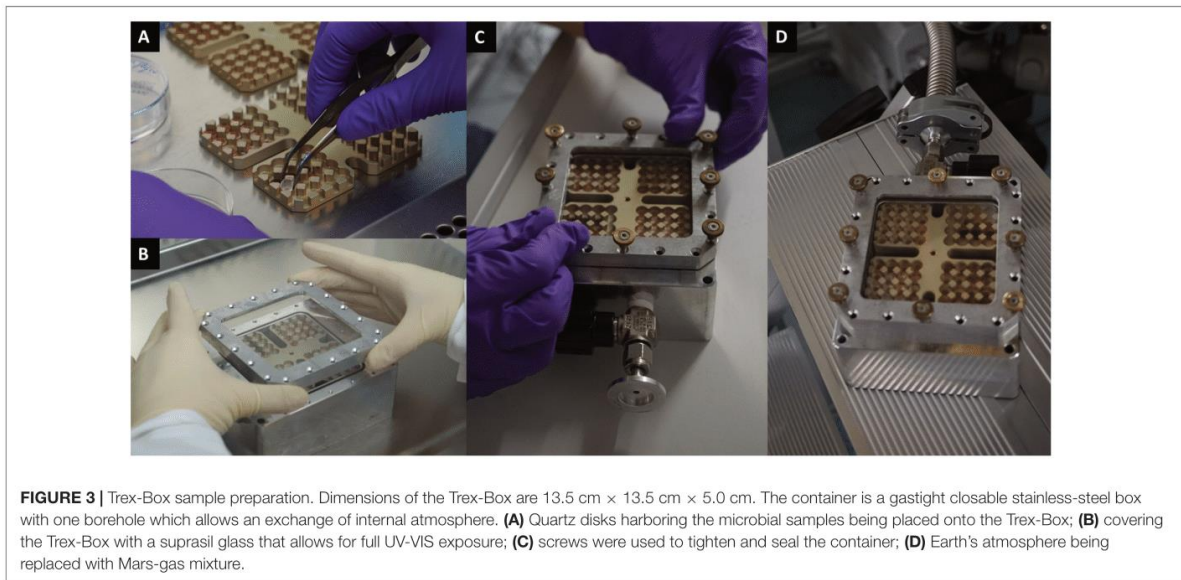 A
B
C
D
FIGURE 3 | Trex-Box sample preparation. Dimensions of the Trex-Box are 13.5 cm × 13.5 cm × 5.0 cm. The container is a gastight closable stainless-steel box
with one borehole which allows an exchange of internal atmosphere. (A) Quartz disks harboring the microbial samples being placed onto the Trex-Box; (B) covering
the Trex-Box with a suprasil glass that allows for full UV-VIS exposure; (C) screws were used to tighten and seal the container; (D) Earth's atmosphere being
replaced with Mars-gas mixture.